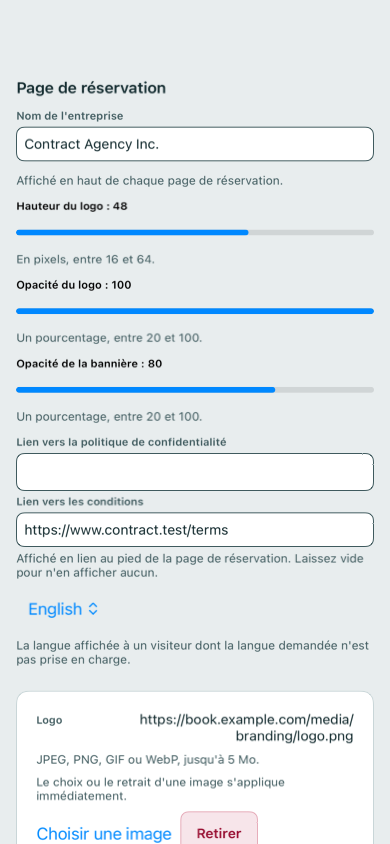 Page de réservation
Nom de l'entreprise
Contract Agency Inc.
Affiché en haut de chaque page de réservation.
Hauteur du logo : 48
En pixels, entre 16 et 64.
Opacité du logo : 100
Un pourcentage, entre 20 et 100.
Opacité de la bannière : 80
Un pourcentage, entre 20 et 100.
Lien vers la politique de confidentialité
Lien vers les conditions
https://www.contract.test/terms
Affiché en lien au pied de la page de réservation. Laissez vide
pour n'en afficher aucun.
English
La langue affichée à un visiteur dont la langue demandée n'est
pas prise en charge.
Logo
https://book.example.com/media/
branding/logo.png
JPEG, PNG, GIF ou WebP, jusqu'à 5 Mo.
Le choix ou le retrait d'une image s'applique
immédiatement.
Choisir une image
Retirer